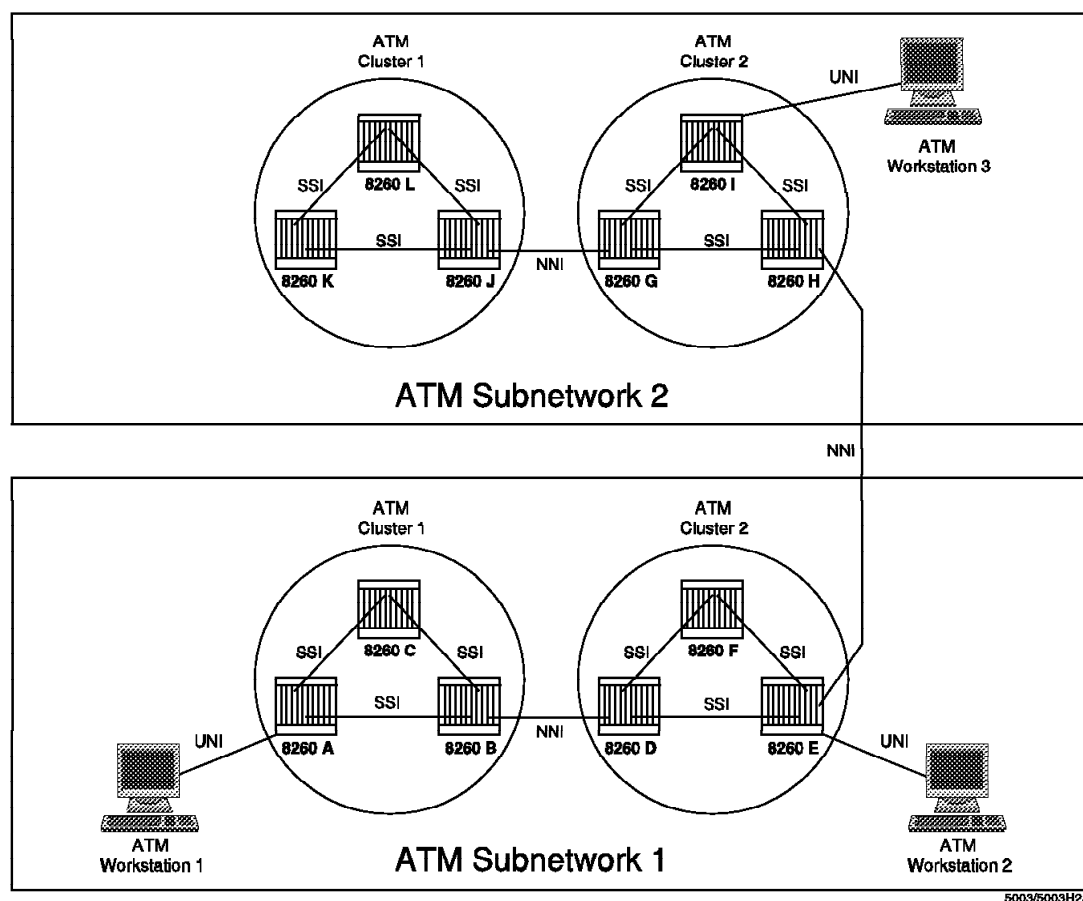 ATM
Cluster 1
ATM
Cluster 2
UNI
ATM
Workstation 3
8260 L
8260 I
SSI
SSI
SSI
SSI
SSI
SSI
NNI
8260 K
8260 J
8260 G
8260 H
ATM Subnetwork 2
NNI
ATM
Cluster 1
ATM
Cluster 2
8260 C
8260 F
SSI
SSI
SSI
SSI
SSI
SSI
NNI
UNI
8260 A
8260 B
8260 D
8260 E
UNI
ATM
Workstation 1
ATM Subnetwork 1
ATM
Workstation 2